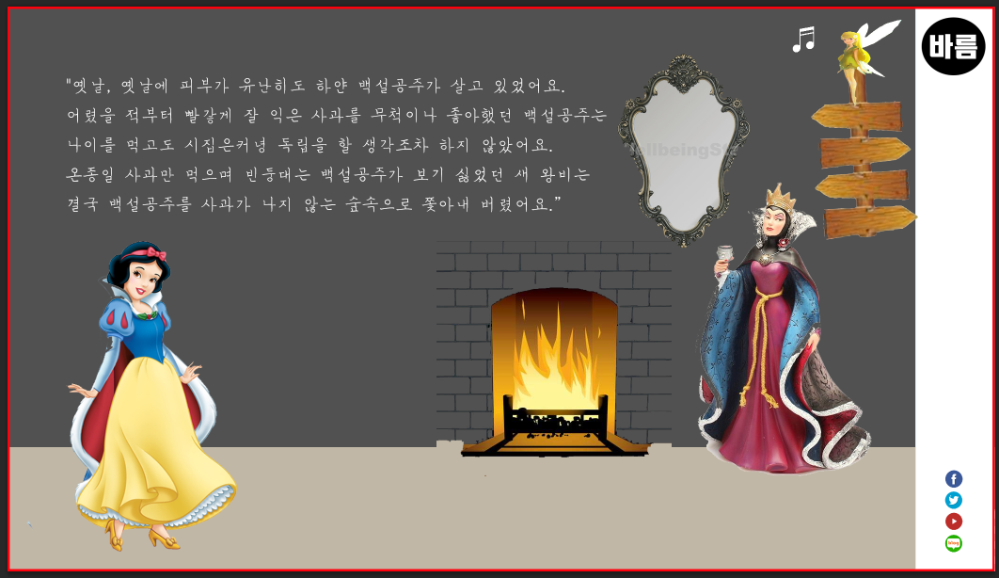 "옛날, 옛날에 피부가 유난히도 하얀 백설공주가 살고 있었어요.
어렸을 적부터 빨갛게 잘 익은 사과를 무척이나 좋아했던 백설공주는
나이를 먹고도 시집은커녕 독립을 할 생각조차 하지 않았어요.
온종일 사과만 먹으며 빈둥대는 백설공주가 보기 싫었던 새 왕비는
결국 백설공주를 사과가 나지 않는 숲속으로 쫓아내 버렸어요.”
바름